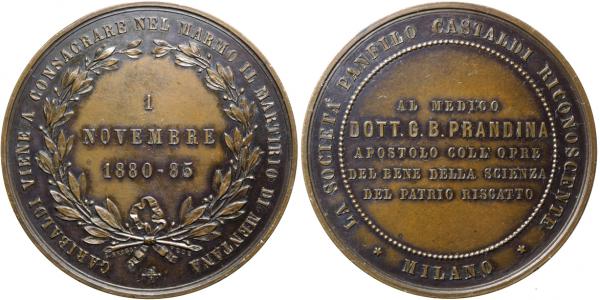 GARIBALDI VIENE A CONSACRARE NEL MARMO IL MARTIRIO DI MENTANA
1
NOVEMBRE
1880-85
LA SOCIETÀ PANFILO CASTALDI RICONOSCENTE
AL MEDICO
DOTT. G. B. PRANDINA
APOSTOLO COLL'OPRE
DEL BENE DELLA SCIENZA
DEL PATRIO RISCATTO
* MILANO *